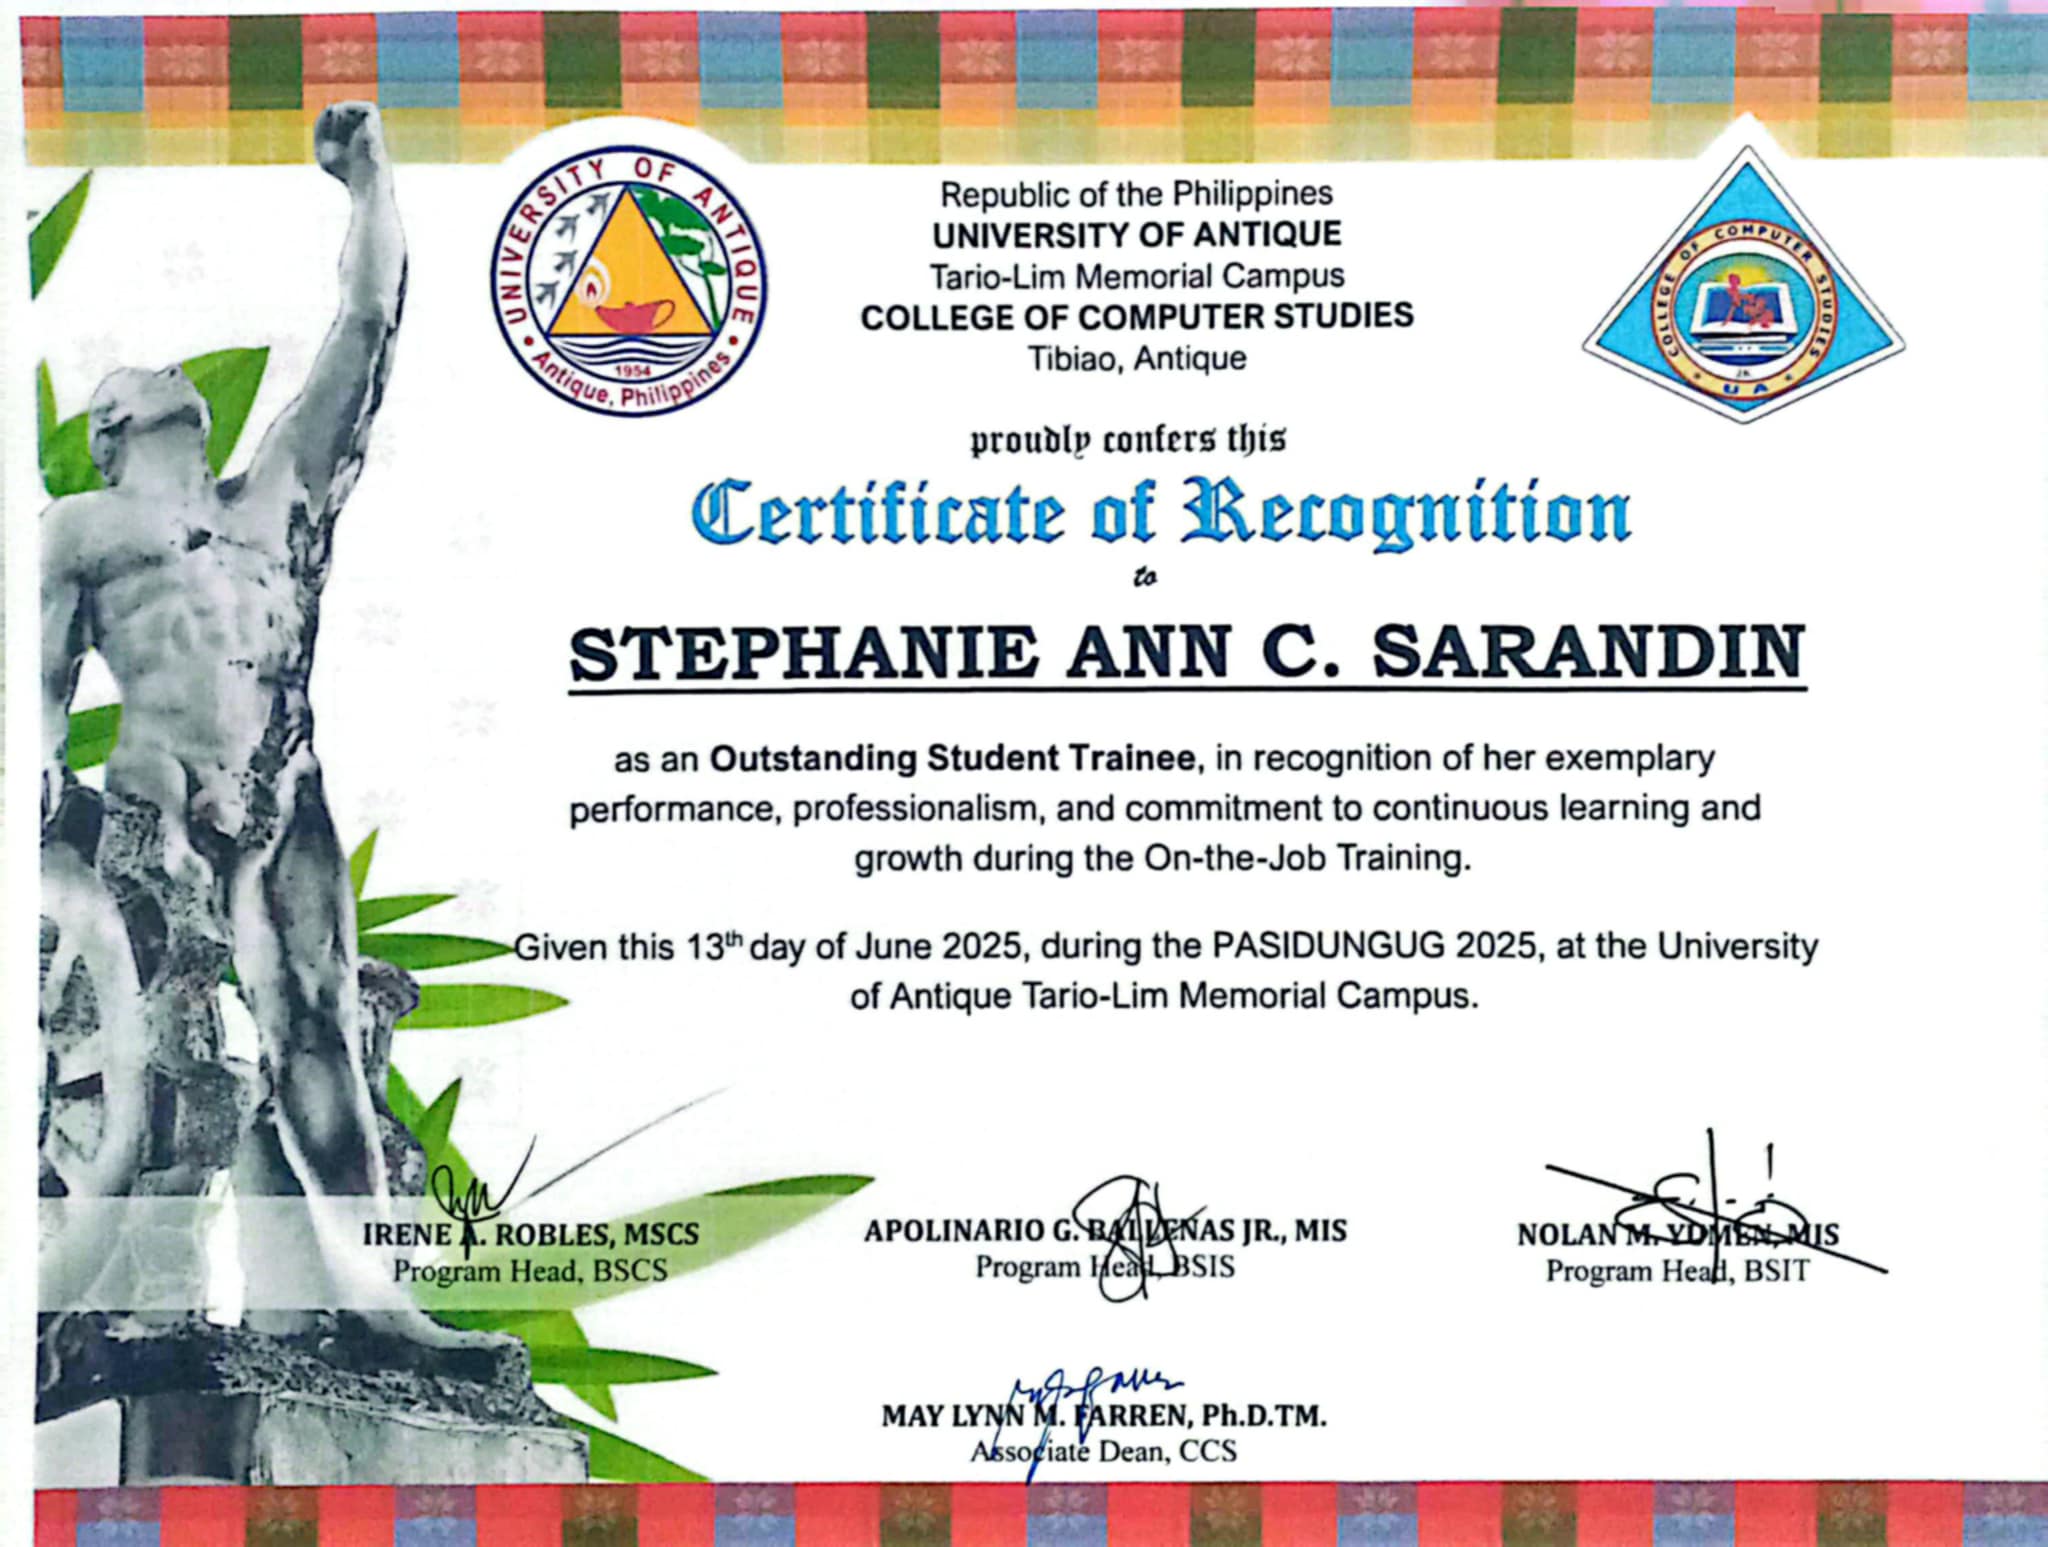 Republic of the Philippines
UNIVERSITY OF ANTIQUE
Tario-Lim Memorial Campus
COLLEGE OF COMPUTER STUDIES
Tibiao, Antique
UNIVERSITY OF ANTIQUE
1954
Antique, Philippines
COLLEGE OF COMPUTER STUDIES
UA
proudly confers this
Certificate of Recognition
to
STEPHANIE ANN C. SARANDIN
as an Outstanding Student Trainee, in recognition of her exemplary
performance, professionalism, and commitment to continuous learning and
growth during the On-the-Job Training.
Given this 13th day of June 2025, during the PASIDUNGUG 2025, at the University
of Antique Tario-Lim Memorial Campus.
IRENE A. ROBLES, MSCS
Program Head, BSCS
APOLINARIO G. BALLENAS JR., MIS
Program Head, BSIS
NOLAN M. YDMEN, MIS
Program Head, BSIT
MAY LYNN M. FARREN, Ph.D.TM.
Associate Dean, CCS